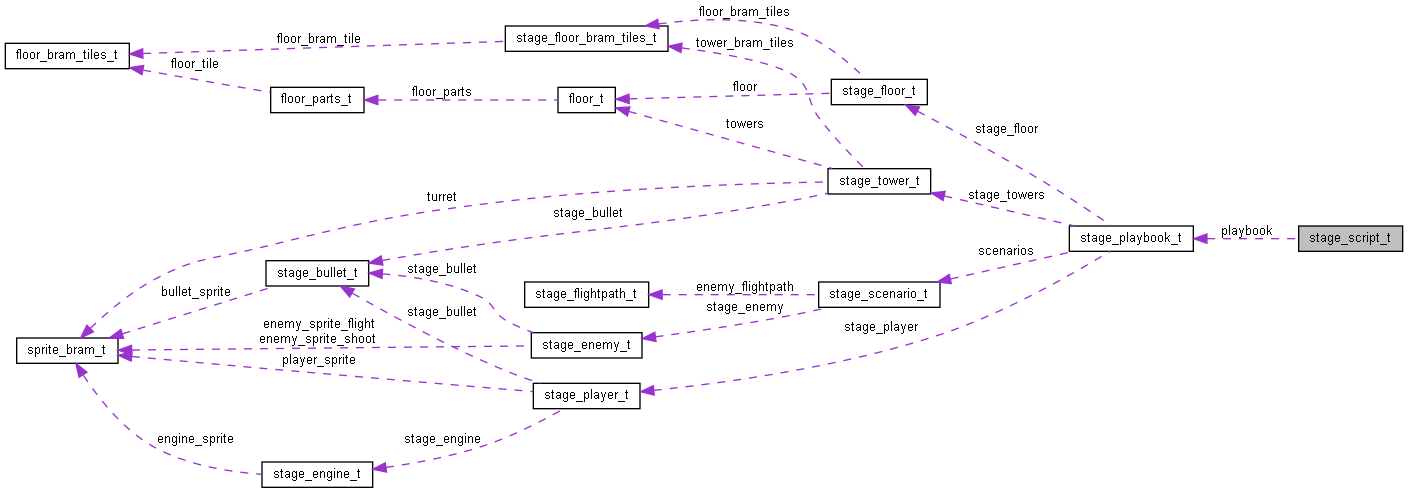 floor_bram_tiles
floor_bram_tile
stage_floor_bram_tiles_t
tower_bram_tiles
floor_bram_tiles_t
floor_tile
floor_parts_t
floor_parts
floor_t
floor
stage_floor_t
towers
stage_floor
stage_tower_t
turret
stage_bullet
stage_towers
stage_playbook_t
playbook
stage_script_t
scenarios
stage_bullet_t
stage_bullet
bullet_sprite
stage_flightpath_t
enemy_flightpath
stage_scenario_t
stage_enemy
stage_bullet
enemy_sprite_flight
enemy_sprite_shoot
stage_player
sprite_bram_t
stage_enemy_t
player_sprite
stage_player_t
engine_sprite
stage_engine
stage_engine_t